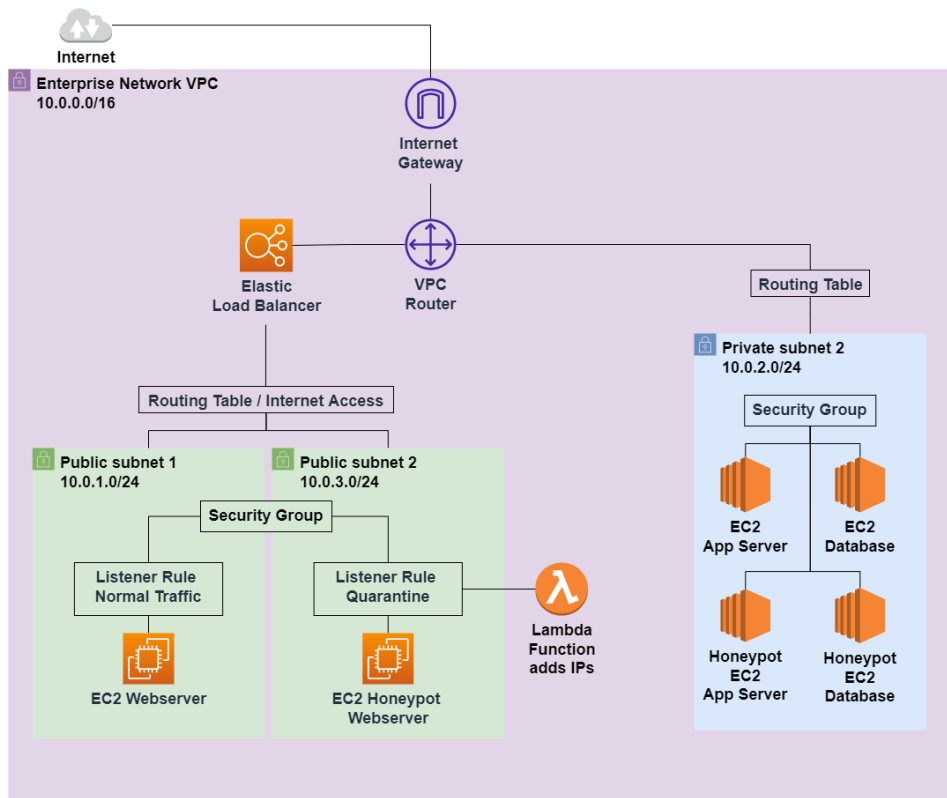 Internet
Enterprise Network VPC
10.0.0.0/16
Internet
Gateway
Elastic
Load Balancer
VPC
Router
Routing Table
Routing Table / Internet Access
Private subnet 2
10.0.2.0/24
Security Group
EC2
App Server
EC2
Database
Honeypot
EC2
App Server
Honeypot
EC2
Database
Public subnet 1
10.0.1.0/24
Public subnet 2
10.0.3.0/24
Security Group
Listener Rule
Normal Traffic
Listener Rule
Quarantine
Lambda
Function
adds IPs
EC2 Webserver
EC2 Honeypot
Webserver